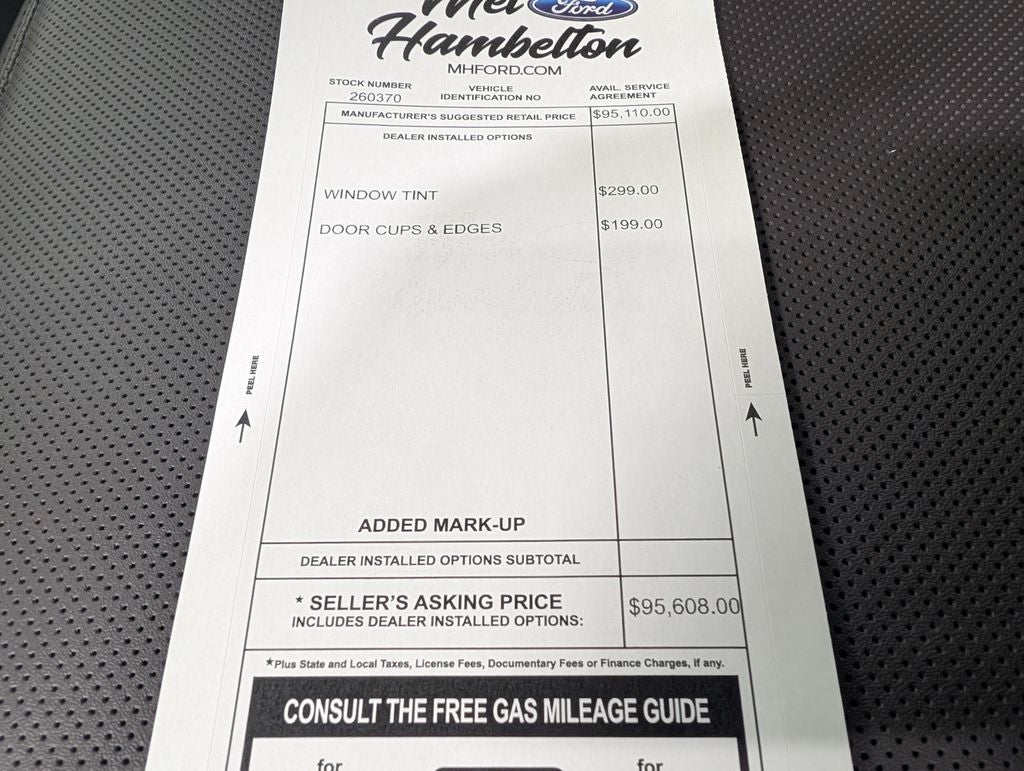 Mel Ford
Hambelton
MHFORD.COM
STOCK NUMBER
260370
VEHICLE
IDENTIFICATION NO
AVAIL. SERVICE
AGREEMENT
MANUFACTURER'S SUGGESTED RETAIL PRICE $95,110.00
DEALER INSTALLED OPTIONS
WINDOW TINT $299.00
DOOR CUPS & EDGES $199.00
PEEL HERE
PEEL HERE
ADDED MARK-UP
DEALER INSTALLED OPTIONS SUBTOTAL
* SELLER'S ASKING PRICE $95,608.00
INCLUDES DEALER INSTALLED OPTIONS:
*Plus State and Local Taxes, License Fees, Documentary Fees or Finance Charges, if any.
CONSULT THE FREE GAS MILEAGE GUIDE
for for